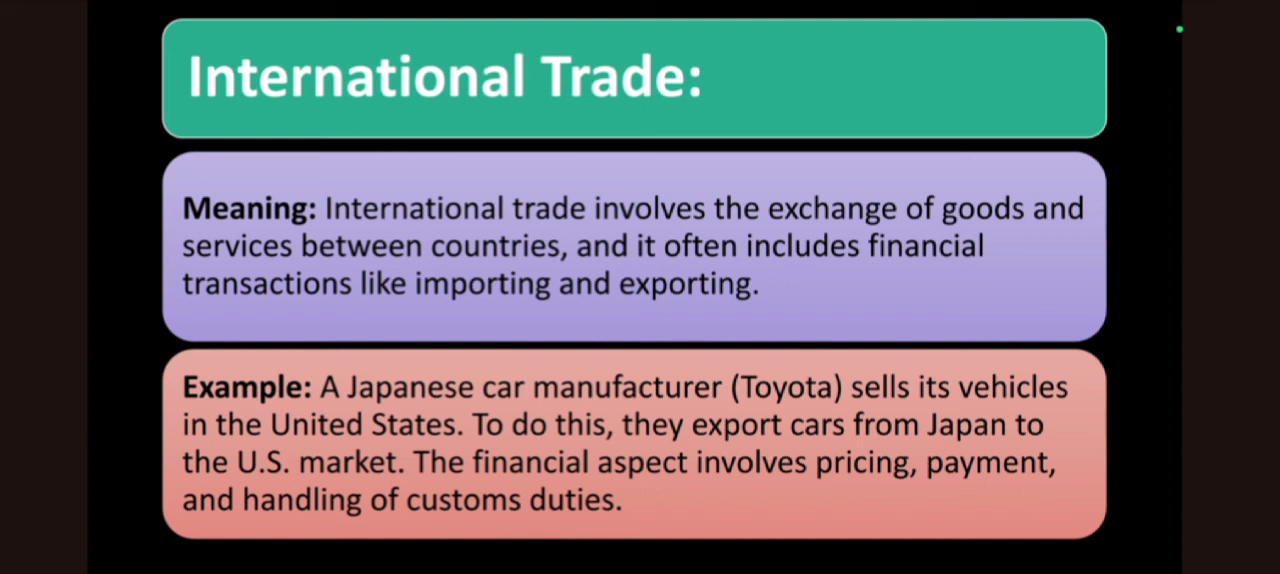 International Trade:
Meaning: International trade involves the exchange of goods and
services between countries, and it often includes financial
transactions like importing and exporting.
Example: A Japanese car manufacturer (Toyota) sells its vehicles
in the United States. To do this, they export cars from Japan to
the U.S. market. The financial aspect involves pricing, payment,
and handling of customs duties.